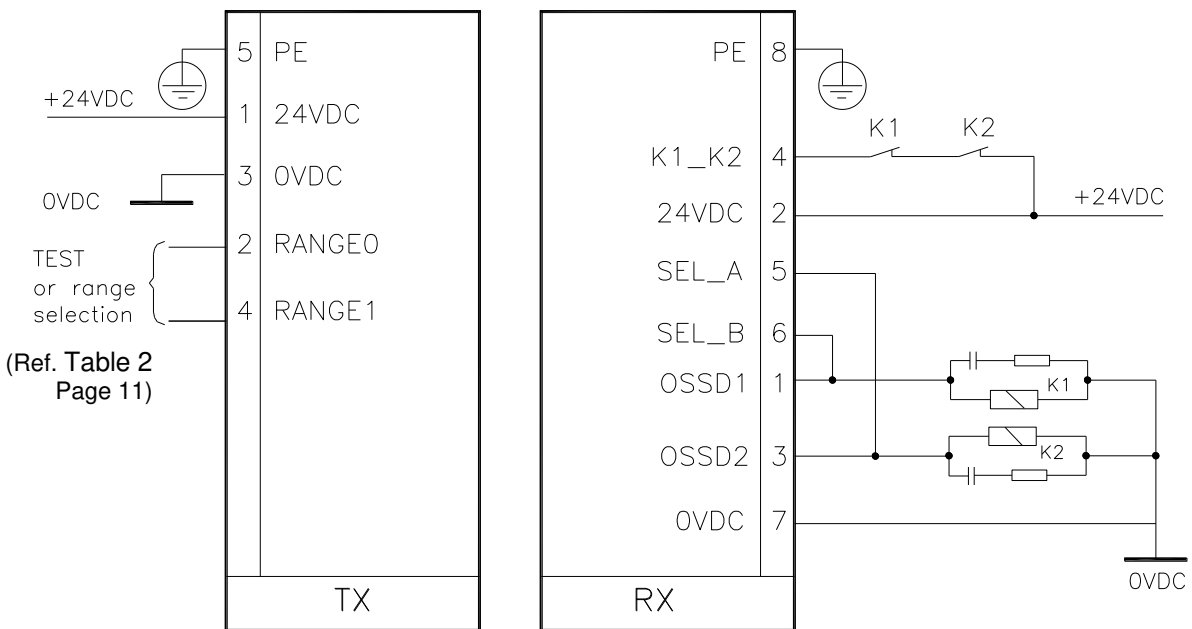 5 PE
+24VDC
1 24VDC
3 0VDC
0VDC
2 RANGE0
TEST
or range
selection
4 RANGE1
(Ref. Table 2
Page 11)
TX
PE 8
K1 K2
K1_K2 4
+24VDC
24VDC 2
SEL_A 5
SEL_B 6
OSSD1 1
K1
OSSD2 3
K2
0VDC 7
0VDC
RX